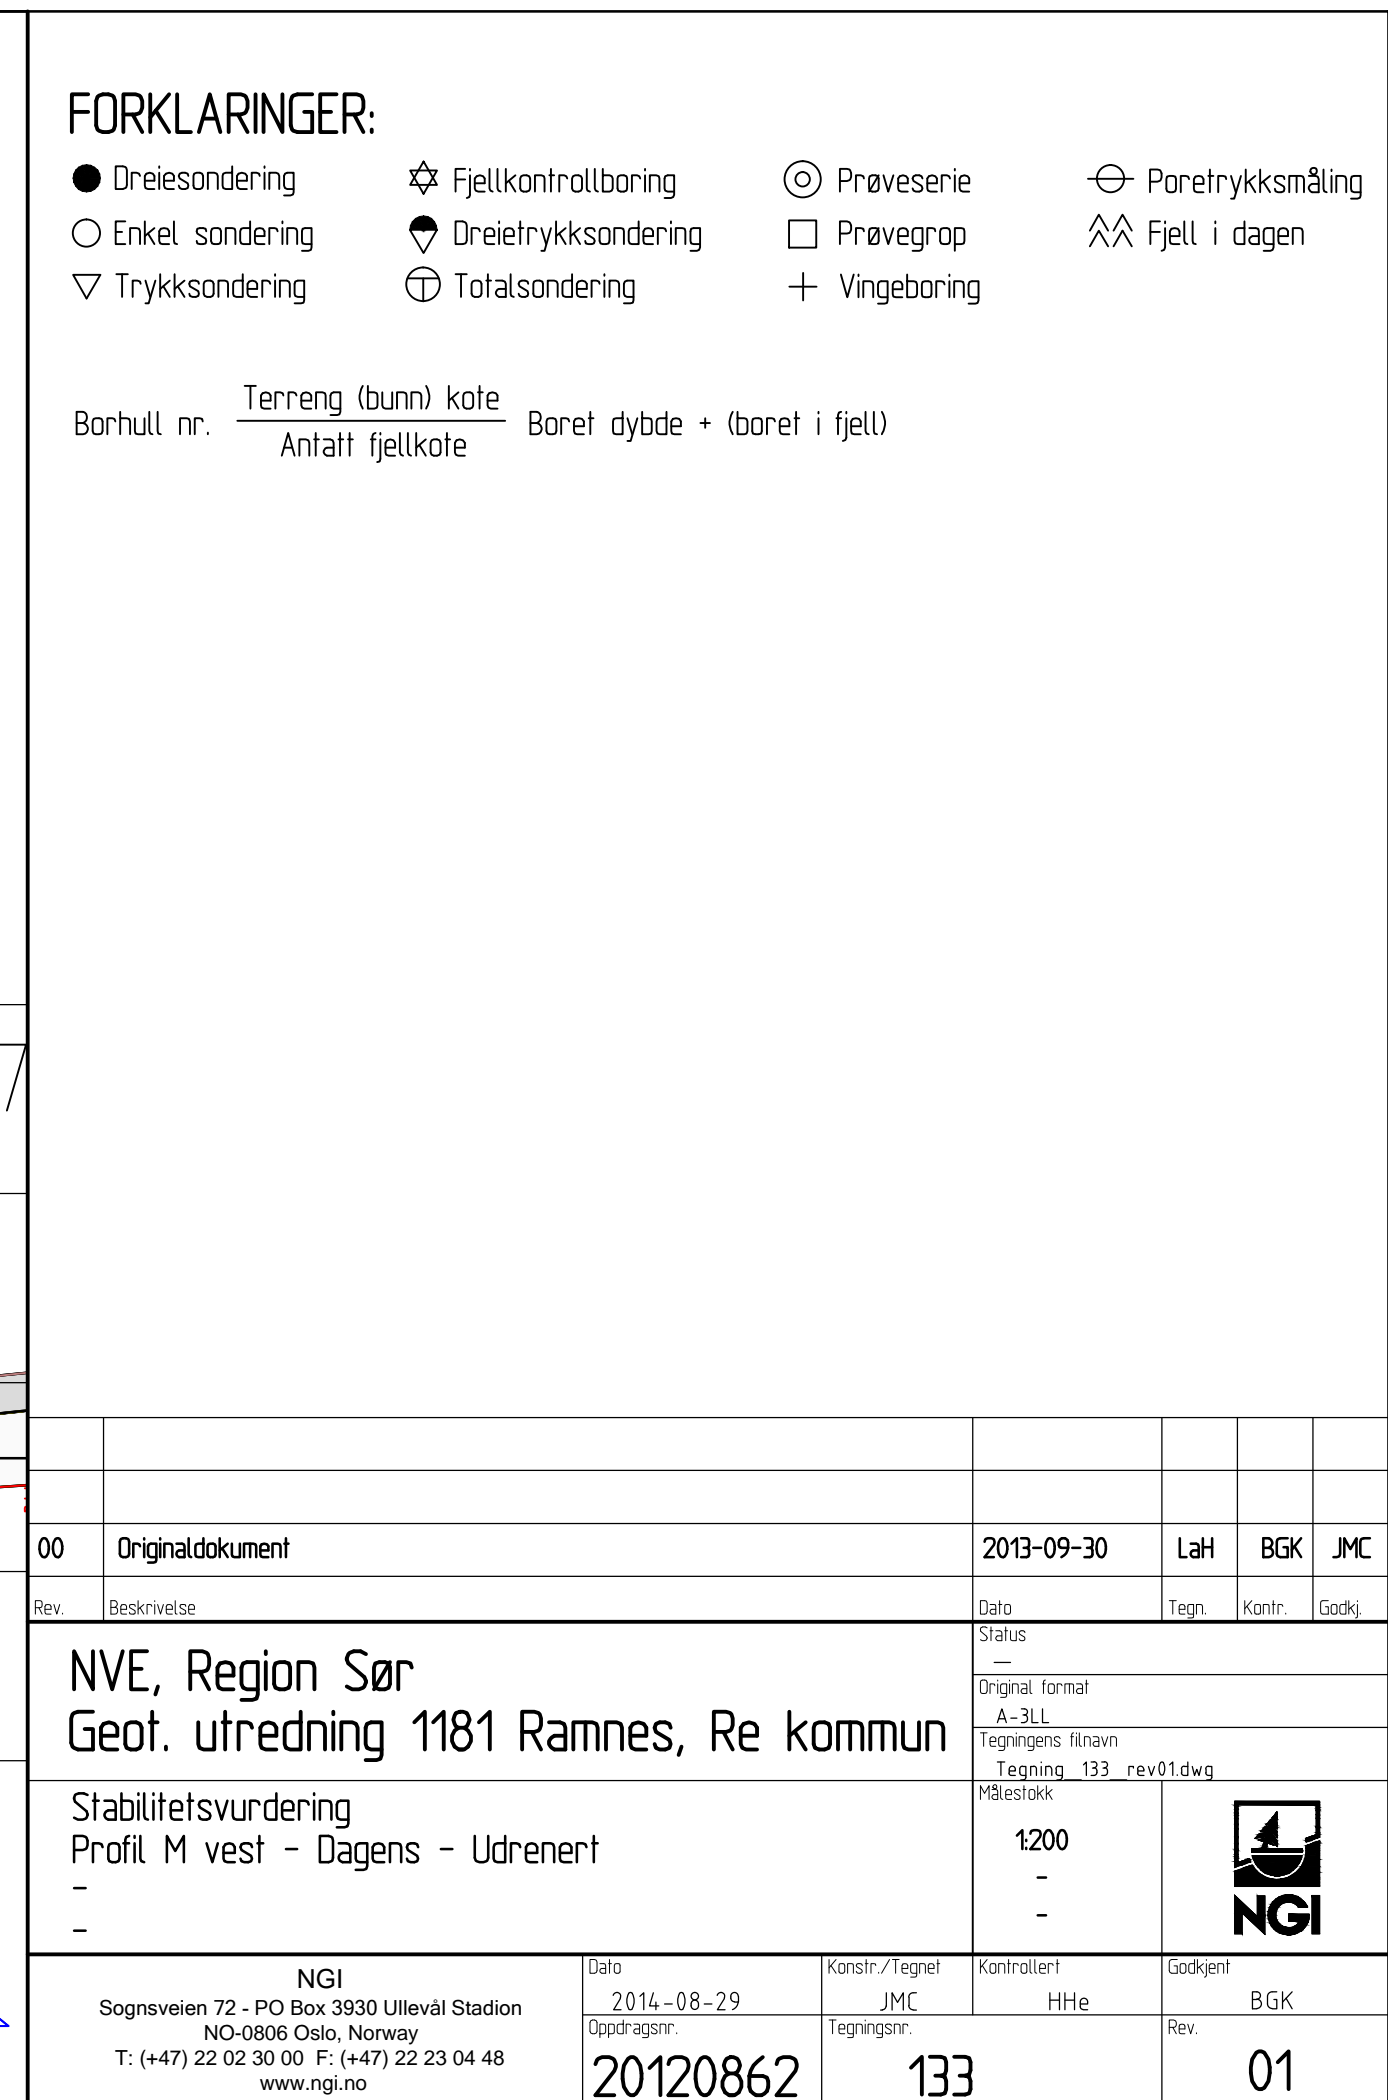 FORKLARINGER:
Dreiesondering Fjellkontrollboring Prøveserie Poretrykksmåling
Enkel sondering Dreietrykksondering Prøvegrop Fjell i dagen
Trykksondering Totalsondering Vingeboring
Terreng (bunn) kote
Borhull nr. Boret dybde + (boret i fjell)
Antatt fjellkote
00 Originaldokument 2013-09-30 LaH BGK JMC
Rev. Beskrivelse Dato Tegn. Kontr. Godkj.
NVE, Region Sør
Geot. utredning 1181 Ramnes, Re kommun
Status
—
Original format
A-3LL
Tegningens filnavn
Tegning_133_rev01.dwg
Stabilitetsvurdering
Profil M vest - Dagens - Udrenert
-
-
Målestokk
1:200
-
-
NGI
NGI
Sognsveien 72 - PO Box 3930 Ullevål Stadion
NO-0806 Oslo, Norway
T: (+47) 22 02 30 00 F: (+47) 22 23 04 48
www.ngi.no
Dato Konstr./Tegnet Kontrollert Godkjent
2014-08-29 JMC HHe BGK
Oppdragsnr. Tegningsnr. Rev.
20120862 133 01